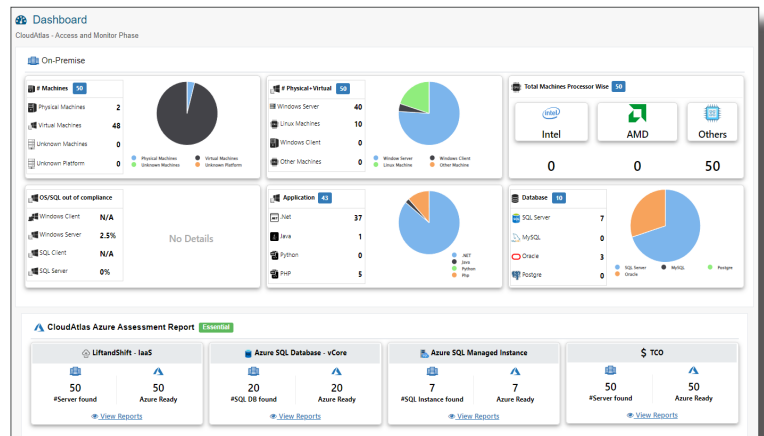 Dashboard
CloudAtlas - Access and Monitor Phase
On-Premise
# Machines 50
Physical Machines 2
Virtual Machines 48
Unknown Machines 0
Unknown Platform 0
Physical Machines Virtual Machines
Unknown Machines Unknown Platform
# Physical+Virtual 50
Windows Server 40
Linux Machines 10
Windows Client 0
Other Machines 0
Window Server Windows Client
Linux Machine Other Machine
Total Machines Processor Wise 50
intel
Intel AMD Others
0 0 50
OS/SQL out of compliance
Windows Client N/A
Windows Server 2.5%
SQL Client N/A
SQL Server 0%
No Details
Application 43
.Net 37
Java 1
Python 0
PHP 5
.NET
Java
Python
Php
Database 10
SQL Server 7
MySQL 0
Oracle 3
Postgre 0
SQL Server MySQL Postgre
Oracle
CloudAtlas Azure Assessment Report Essential
LiftandShift - IaaS
50 50
#Server found Azure Ready
View Reports
Azure SQL Database - vCore
20 20
#SQL DB found Azure Ready
View Reports
Azure SQL Managed Instance
7 7
#SQL Instance found Azure Ready
View Reports
$ TCO
50 50
#Server found Azure Ready
View Reports